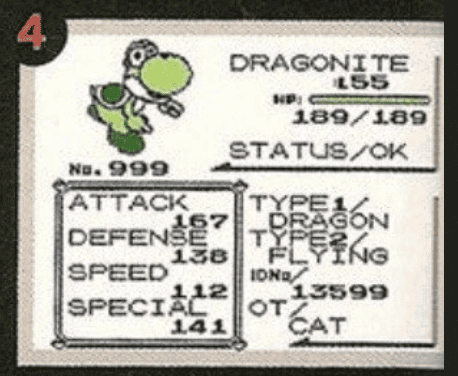 4
DRAGONITE
:L55
HP:
189/189
STATUS/OK
No. 999
ATTACK
167
DEFENSE
138
SPEED
112
SPECIAL
141
TYPE1/
DRAGON
TYPE2/
FLYING
IDNo/
13599
OT/
CAT